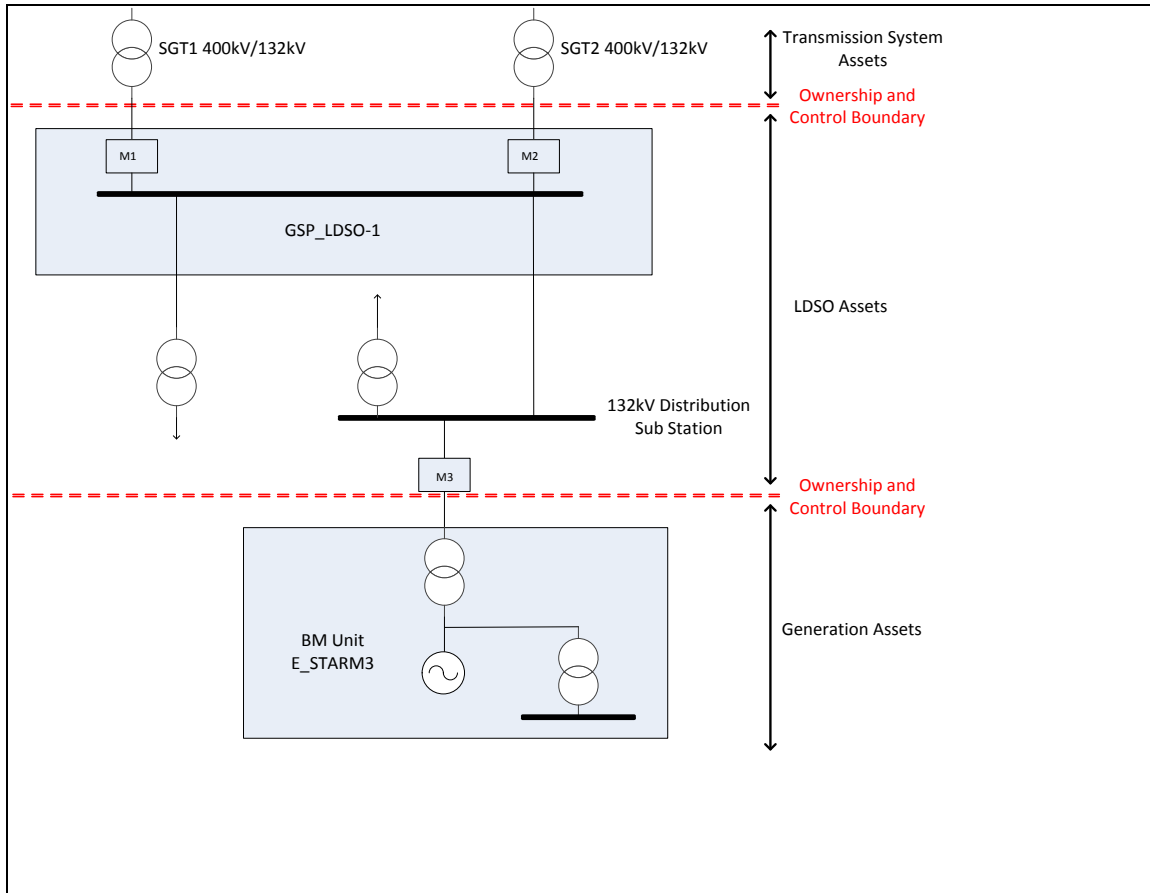 SGT1 400kV/132kV
SGT2 400kV/132kV
Transmission System
Assets
Ownership and
Control Boundary
M1
M2
GSP_LDSO-1
LDSO Assets
132kV Distribution
Sub Station
M3
Ownership and
Control Boundary
BM Unit
E_STARM3
Generation Assets